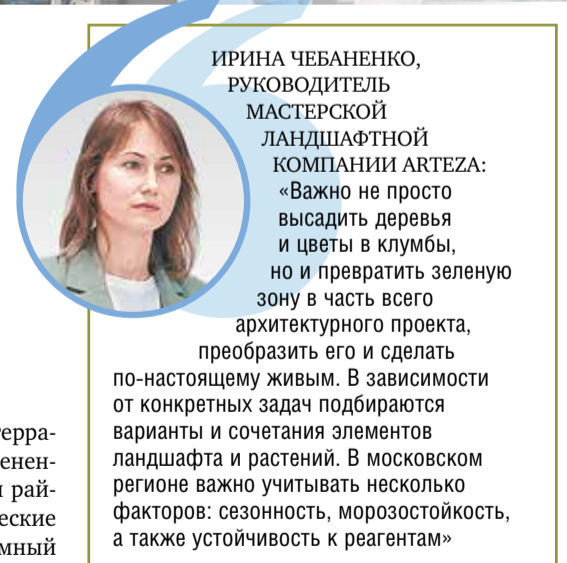 ИРИНА ЧЕБАНЕНКО,
РУКОВОДИТЕЛЬ
МАСТЕРСКОЙ
ЛАНДШАФТНОЙ
КОМПАНИИ ARTEZA:
«Важно не просто
высадить деревья
и цветы в клумбы,
но и превратить зеленую
зону в часть всего
архитектурного проекта,
преобразить его и сделать
по-настоящему живым. В зависимости
от конкретных задач подбираются
варианты и сочетания элементов
ландшафта и растений. В московском
регионе важно учитывать несколько
факторов: сезонность, морозостойкость,
а также устойчивость к реагентам»